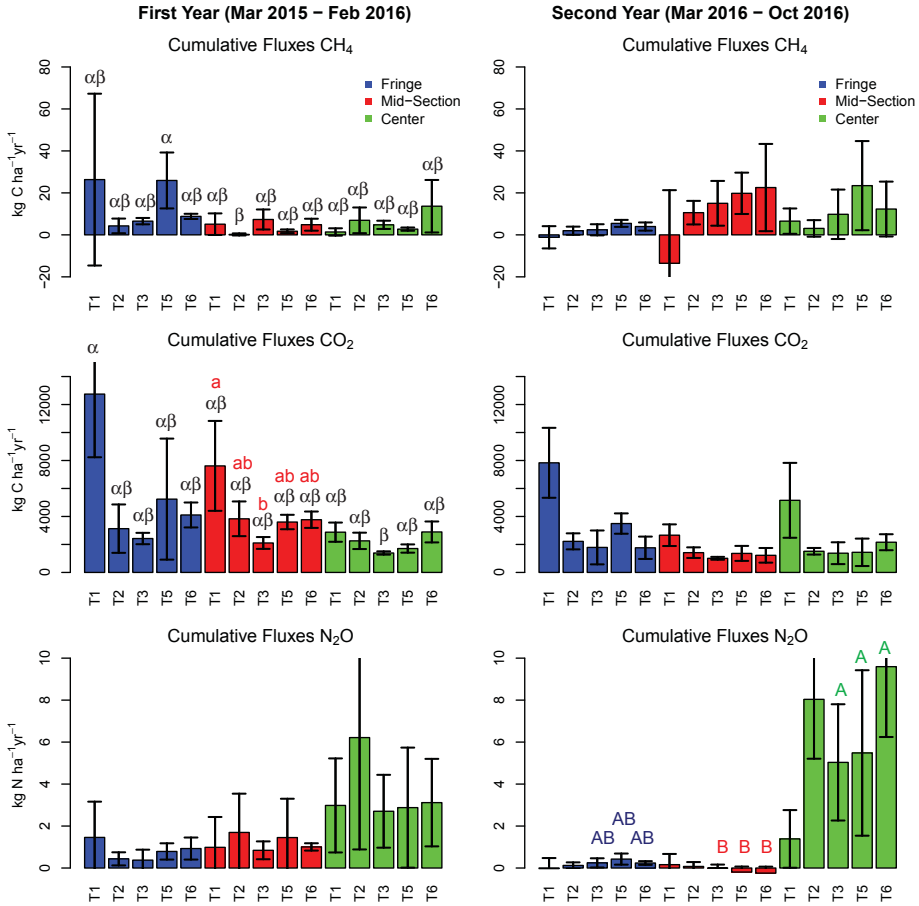 First Year (Mar 2015 − Feb 2016)
Second Year (Mar 2016 − Oct 2016)
Cumulative Fluxes CH₄
Cumulative Fluxes CH₄
kg C ha⁻¹yr⁻¹
80
60
40
20
0
−20
Fringe
Mid−Section
Center
αβ αβ αβ α αβ αβ β αβ αβ αβ αβ αβ αβ αβ αβ
T1 T2 T3 T5 T6 T1 T2 T3 T5 T6 T1 T2 T3 T5 T6
80
60
40
20
0
−20
Fringe
Mid−Section
Center
T1 T2 T3 T5 T6 T1 T2 T3 T5 T6 T1 T2 T3 T5 T6
Cumulative Fluxes CO₂
Cumulative Fluxes CO₂
kg C ha⁻¹yr⁻¹
12000
8000
4000
0
a ab b ab ab
α αβ αβ αβ αβ αβ αβ αβ αβ αβ αβ αβ β αβ αβ
T1 T2 T3 T5 T6 T1 T2 T3 T5 T6 T1 T2 T3 T5 T6
12000
8000
4000
0
T1 T2 T3 T5 T6 T1 T2 T3 T5 T6 T1 T2 T3 T5 T6
Cumulative Fluxes N₂O
Cumulative Fluxes N₂O
kg N ha⁻¹yr⁻¹
10
8
6
4
2
0
T1 T2 T3 T5 T6 T1 T2 T3 T5 T6 T1 T2 T3 T5 T6
10
8
6
4
2
0
AB AB AB B B B A A A
T1 T2 T3 T5 T6 T1 T2 T3 T5 T6 T1 T2 T3 T5 T6